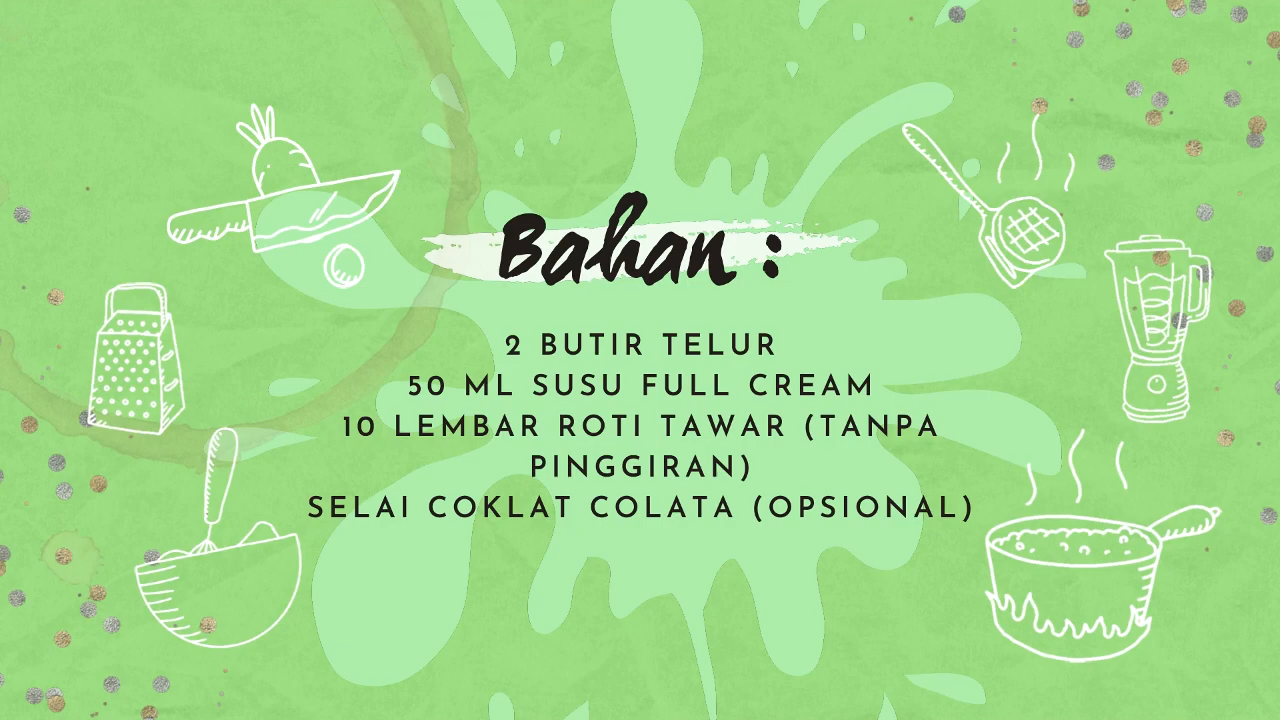 Bahan :
2 BUTIR TELUR
50 ML SUSU FULL CREAM
10 LEMBAR ROTI TAWAR (TANPA
PINGGIRAN)
SELAI COKLAT COLATA (OPSIONAL)